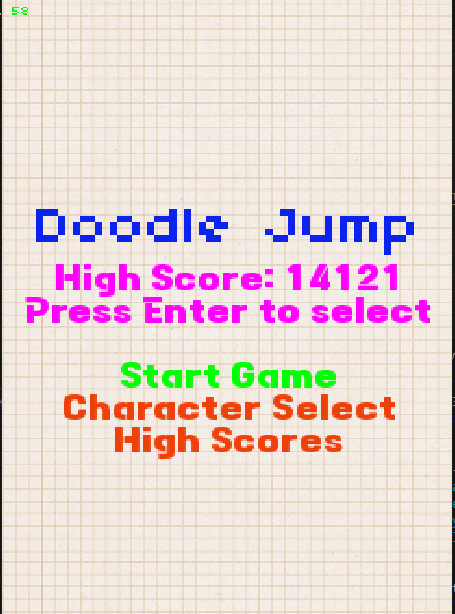 58
Doodle Jump
High Score: 14121
Press Enter to select
Start Game
Character Select
High Scores